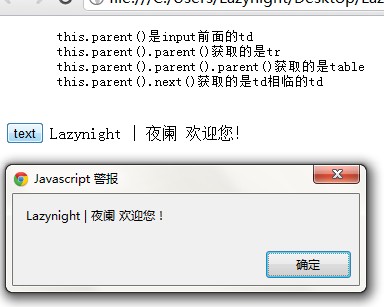 file:///C:/Users/Lazynight/Desktop/Laz
this.parent()是input前面的td
this.parent().parent()获取的是tr
this.parent().parent().parent()获取的是table
this.parent().next()获取的是td相临的td
text Lazynight | 夜阑 欢迎您!
Javascript 警报
Lazynight | 夜阑 欢迎您！
确定